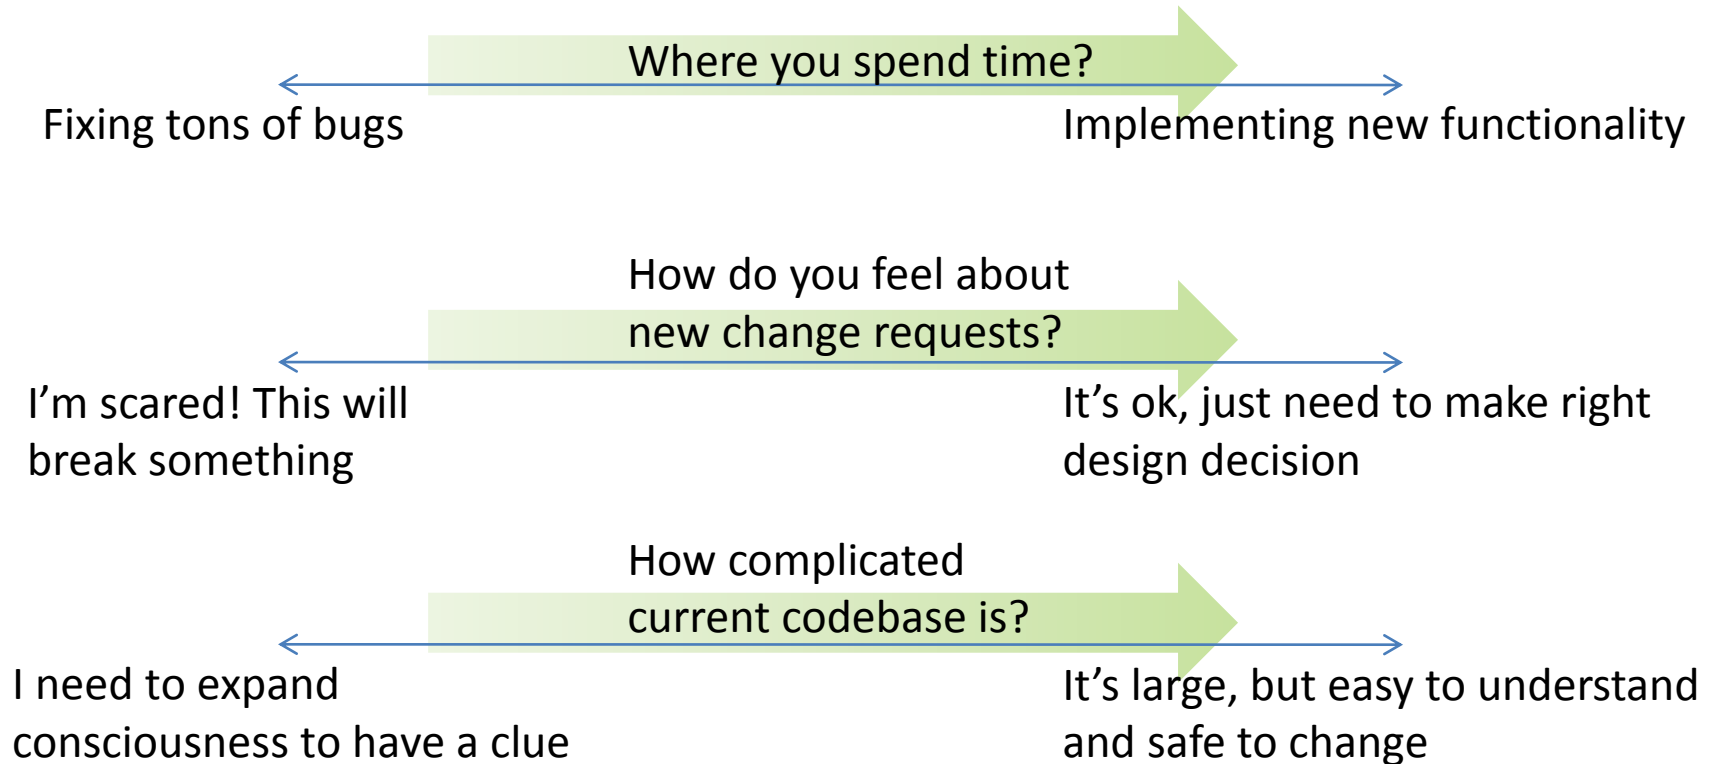 Where you spend time?
Fixing tons of bugs
Implementing new functionality
How do you feel about
new change requests?
I’m scared! This will
break something
It’s ok, just need to make right
design decision
How complicated
current codebase is?
I need to expand
consciousness to have a clue
It’s large, but easy to understand
and safe to change